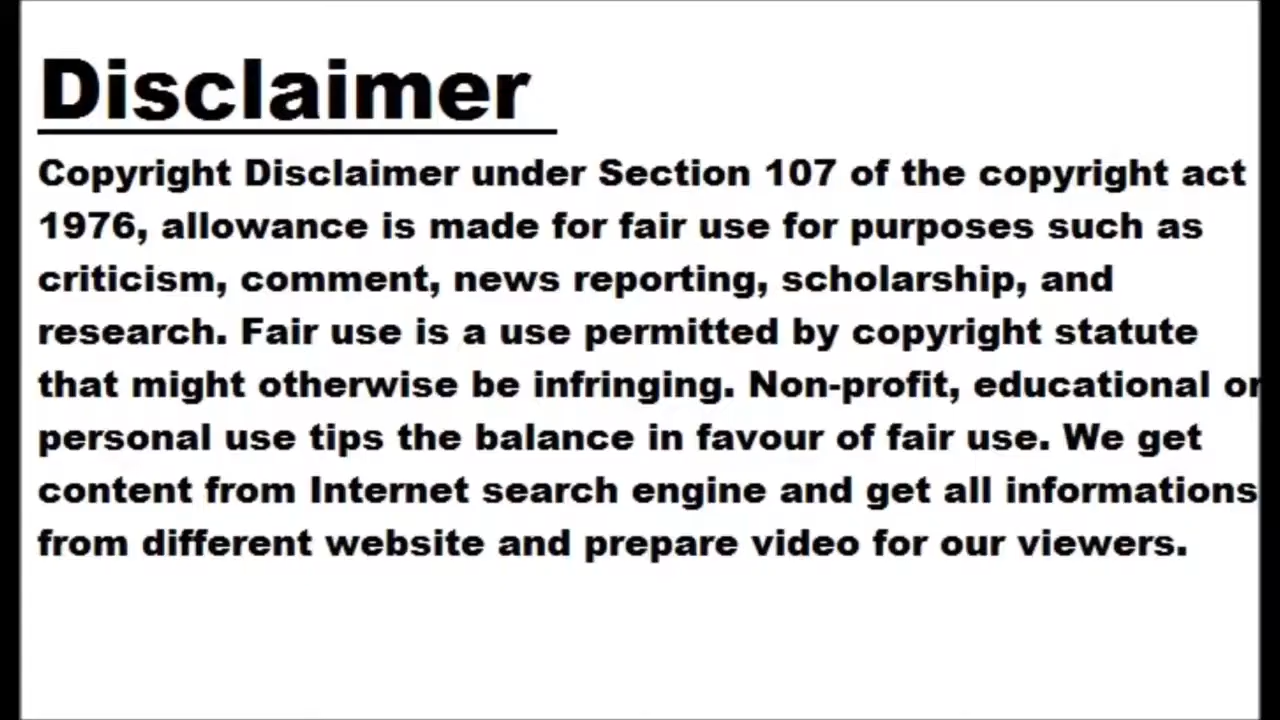 Disclaimer
Copyright Disclaimer under Section 107 of the copyright act
1976, allowance is made for fair use for purposes such as
criticism, comment, news reporting, scholarship, and
research. Fair use is a use permitted by copyright statute
that might otherwise be infringing. Non-profit, educational or
personal use tips the balance in favour of fair use. We get
content from Internet search engine and get all informations
from different website and prepare video for our viewers.